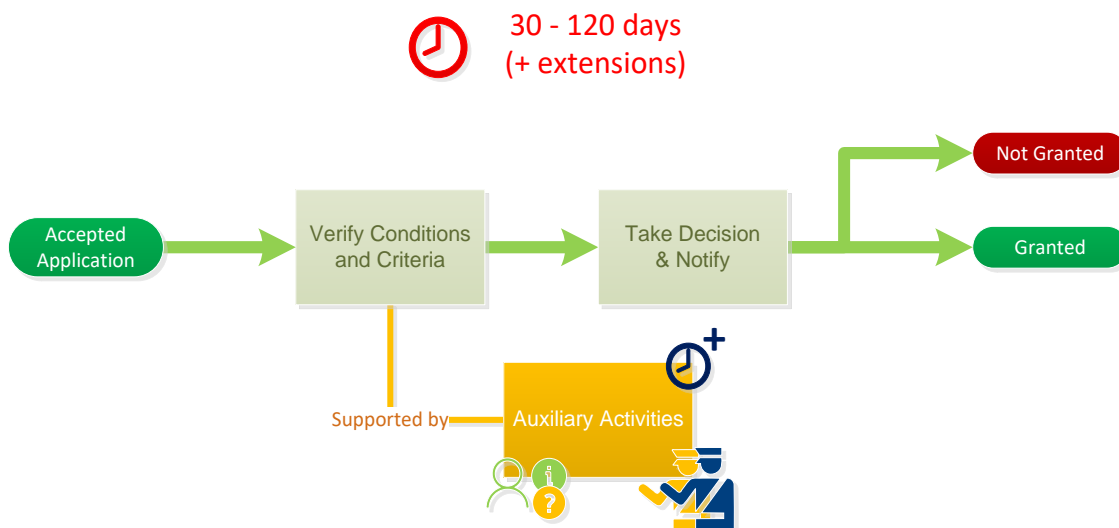 30 - 120 days
(+ extensions)
Not Granted
Accepted
Application
Verify Conditions
and Criteria
Take Decision
& Notify
Granted
Supported by
Auxiliary Activities
i
?